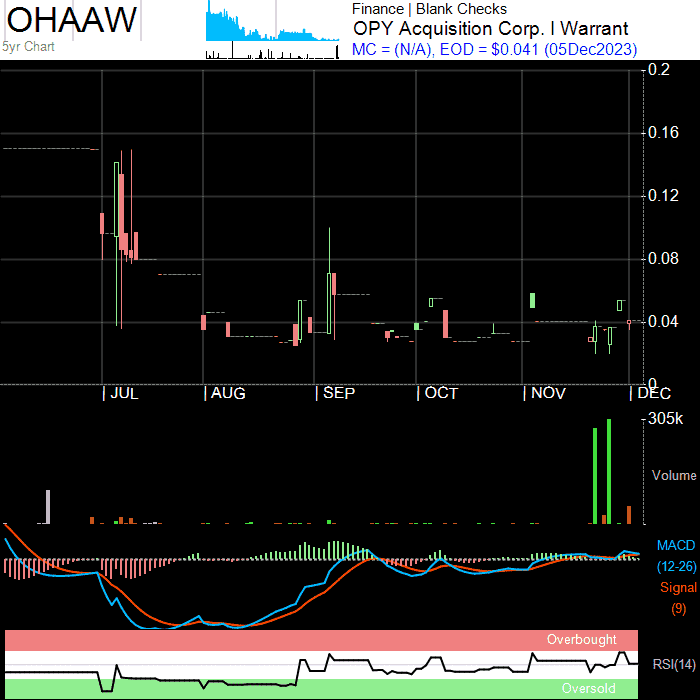 OHAAW
5yr Chart
Finance | Blank Checks
OPY Acquisition Corp. I Warrant
MC = (N/A), EOD = $0.041 (05Dec2023)
0.2
0.16
0.12
0.08
0.04
0
JUL AUG SEP OCT NOV DEC
305k
Volume
MACD
(12-26)
Signal
(9)
Overbought
RSI(14)
Oversold